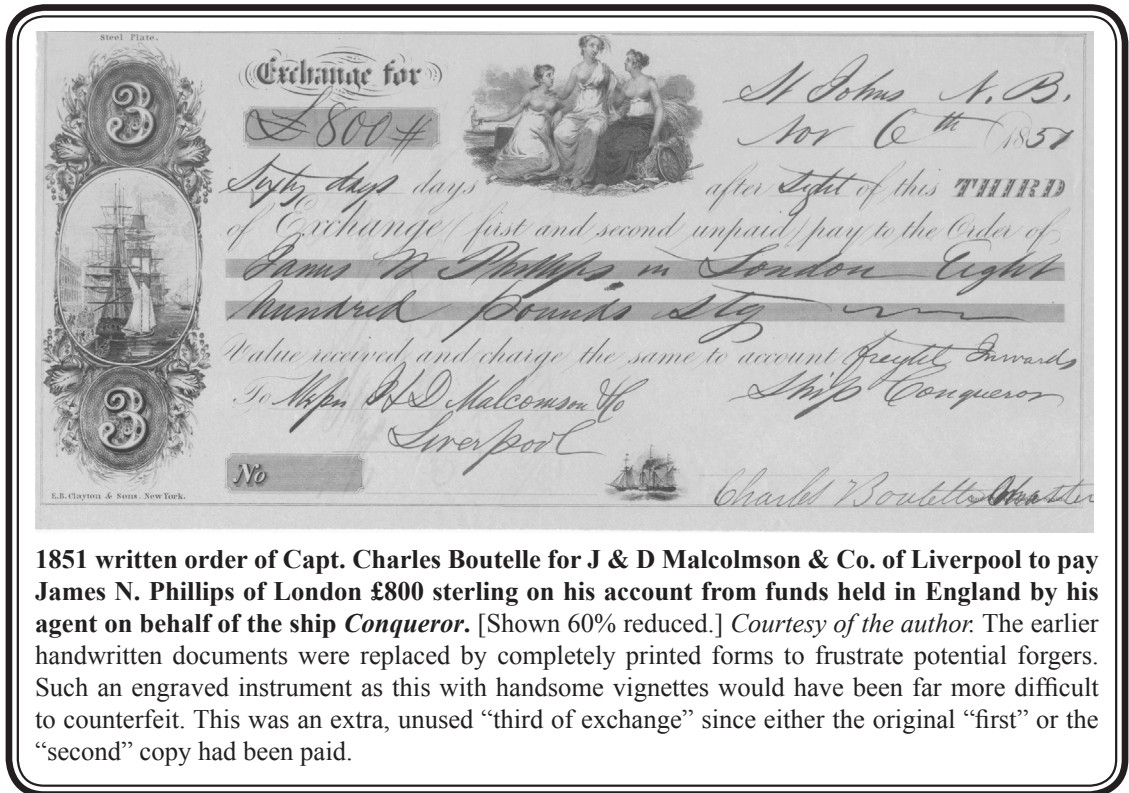 Steel Plate.
3
Exchange for
£800 #
St Johns N. B.
Nov 6th 1851
Sixty days days after Sight of this THIRD
of Exchange (first and second unpaid) pay to the Order of
James N Phillips in London Eight
Hundred pounds Stg
Value received, and charge the same to account freight Inwards
To Messrs J & D Malcomson & Co Ship Conqueror
Liverpool
3
No
E.B. Clayton & Sons. New York.
Charles Boutelle Master
1851 written order of Capt. Charles Boutelle for J & D Malcolmson & Co. of Liverpool to pay
James N. Phillips of London £800 sterling on his account from funds held in England by his
agent on behalf of the ship Conqueror. [Shown 60% reduced.] Courtesy of the author. The earlier
handwritten documents were replaced by completely printed forms to frustrate potential forgers.
Such an engraved instrument as this with handsome vignettes would have been far more difficult
to counterfeit. This was an extra, unused “third of exchange” since either the original “first” or the
“second” copy had been paid.